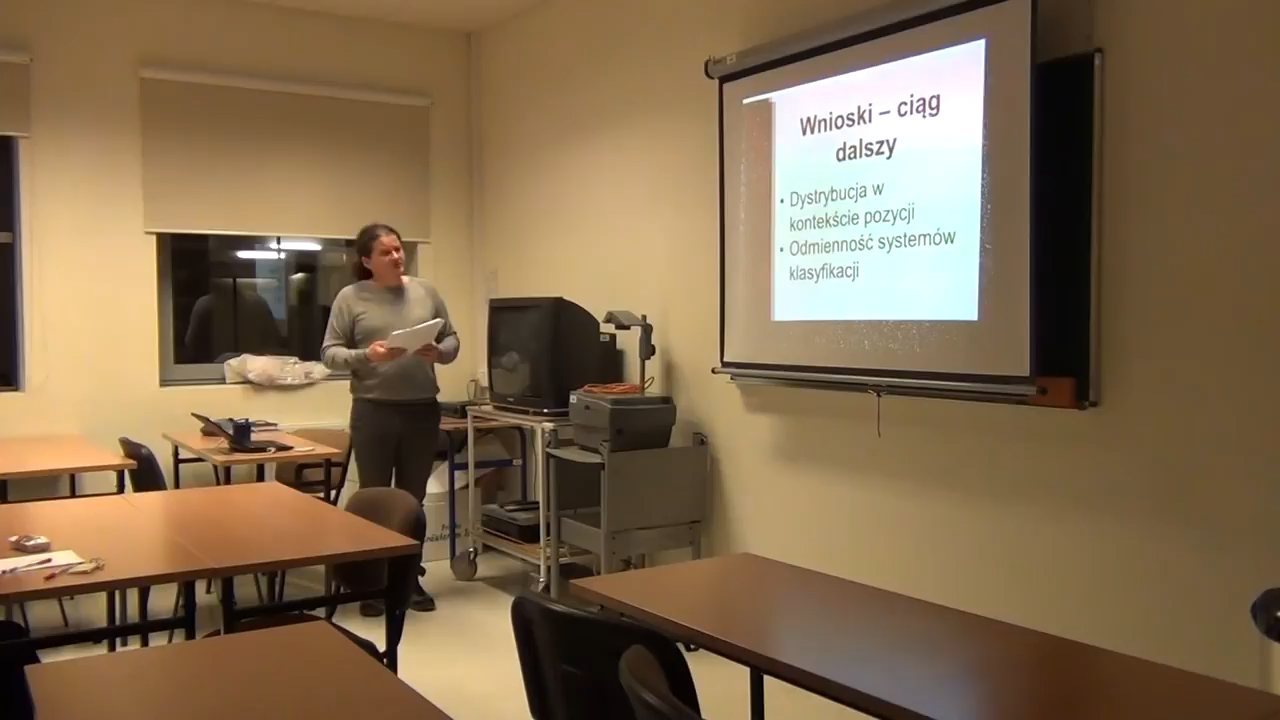 Wnioski – ciąg
dalszy
• Dystrybucja w
kontekście pozycji
• Odmienność systemów
klasyfikacji